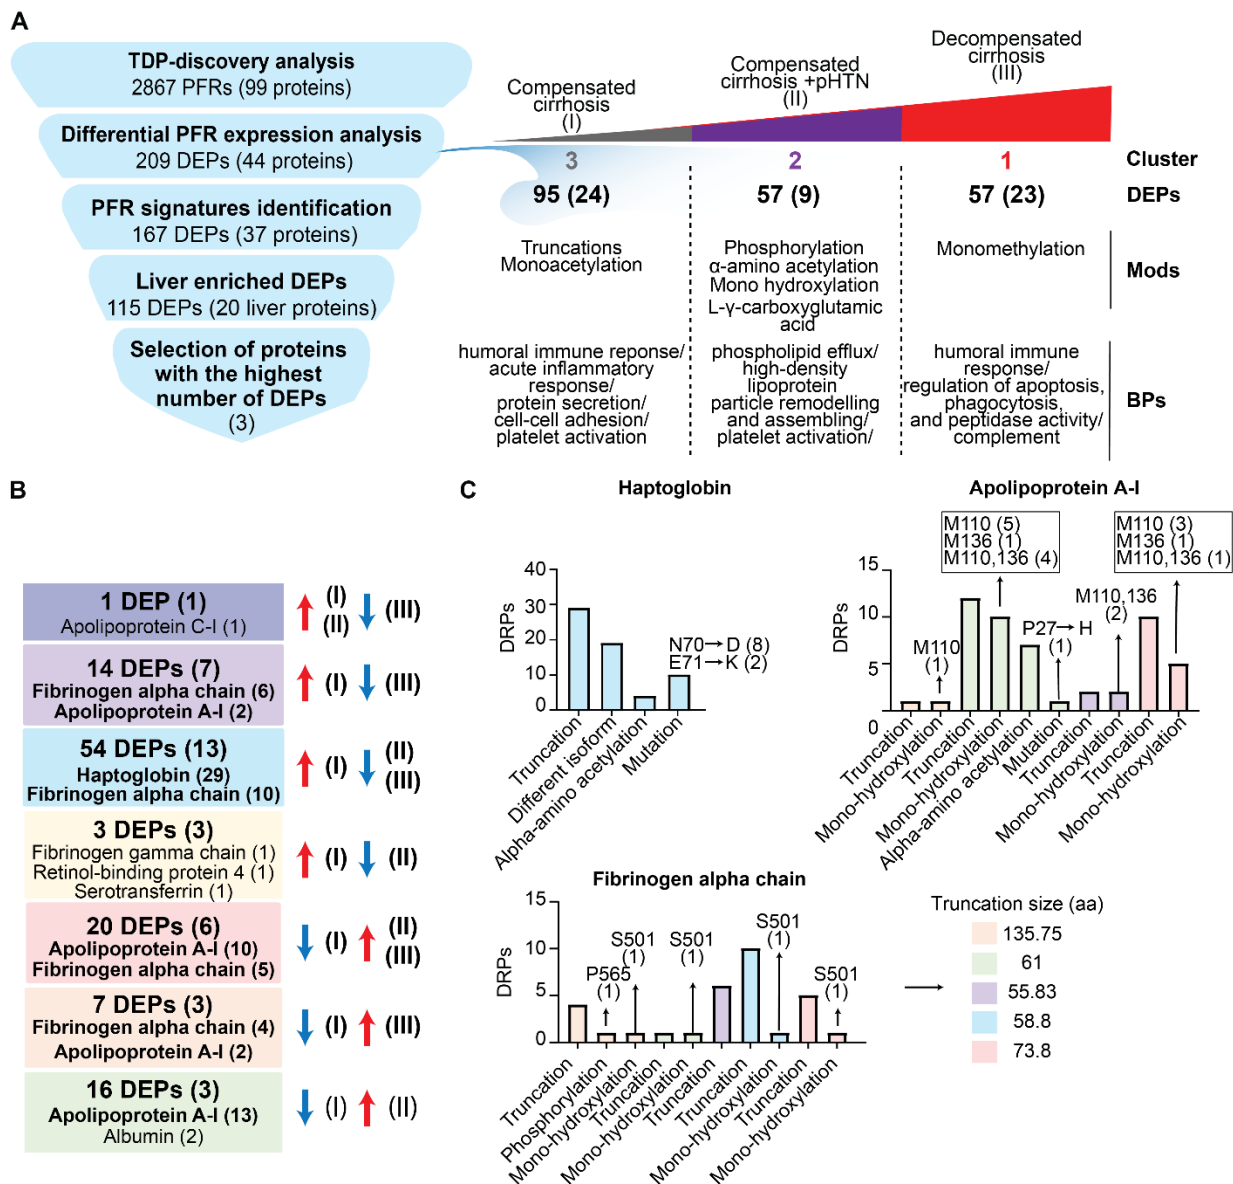 A
TDP-discovery analysis
2867 PFRs (99 proteins)
Differential PFR expression analysis
209 DEPs (44 proteins)
PFR signatures identification
167 DEPs (37 proteins)
Liver enriched DEPs
115 DEPs (20 liver proteins)
Selection of proteins
with the highest
number of DEPs
(3)
Compensated
cirrhosis
(I)
Compensated
cirrhosis +pHTN
(II)
Decompensated
cirrhosis
(III)
3
2
1
Cluster
95 (24)
57 (9)
57 (23)
DEPs
Truncations
Monoacetylation
Phosphorylation
α-amino acetylation
Mono hydroxylation
L-γ-carboxyglutamic
acid
Monomethylation
Mods
humoral immune reponse/
acute inflammatory
response/
protein secretion/
cell-cell adhesion/
platelet activation
phospholipid efflux/
high-density
lipoprotein
particle remodelling
and assembling/
platelet activation/
humoral immune
response/
regulation of apoptosis,
phagocytosis,
and peptidase activity/
complement
BPs
B
1 DEP (1)
Apolipoprotein C-I (1)
(I)
(II)
(III)
14 DEPs (7)
Fibrinogen alpha chain (6)
Apolipoprotein A-I (2)
(I)
(III)
54 DEPs (13)
Haptoglobin (29)
Fibrinogen alpha chain (10)
(I)
(II)
(III)
3 DEPs (3)
Fibrinogen gamma chain (1)
Retinol-binding protein 4 (1)
Serotransferrin (1)
(I)
(II)
20 DEPs (6)
Apolipoprotein A-I (10)
Fibrinogen alpha chain (5)
(I)
(II)
(III)
7 DEPs (3)
Fibrinogen alpha chain (4)
Apolipoprotein A-I (2)
(I)
(III)
16 DEPs (3)
Apolipoprotein A-I (13)
Albumin (2)
(I)
(II)
C
Haptoglobin
DRPs
40
30
20
10
0
N70→D (8)
E71→K (2)
Truncation
Different isoform
Alpha-amino acetylation
Mutation
Apolipoprotein A-I
M110 (5)
M136 (1)
M110,136 (4)
M110 (3)
M136 (1)
M110,136 (1)
DRPs
15
10
5
0
M110
(1)
P27→H
(1)
M110,136
(2)
Truncation
Mono-hydroxylation
Truncation
Mono-hydroxylation
Alpha-amino acetylation
Mutation
Truncation
Mono-hydroxylation
Truncation
Mono-hydroxylation
Fibrinogen alpha chain
DRPs
15
10
5
0
P565
(1)
S501
(1)
S501
(1)
S501
(1)
S501
(1)
Truncation
Phosphorylation
Mono-hydroxylation
Truncation
Mono-hydroxylation
Truncation
Truncation
Mono-hydroxylation
Truncation
Mono-hydroxylation
Truncation size (aa)
135.75
61
55.83
58.8
73.8